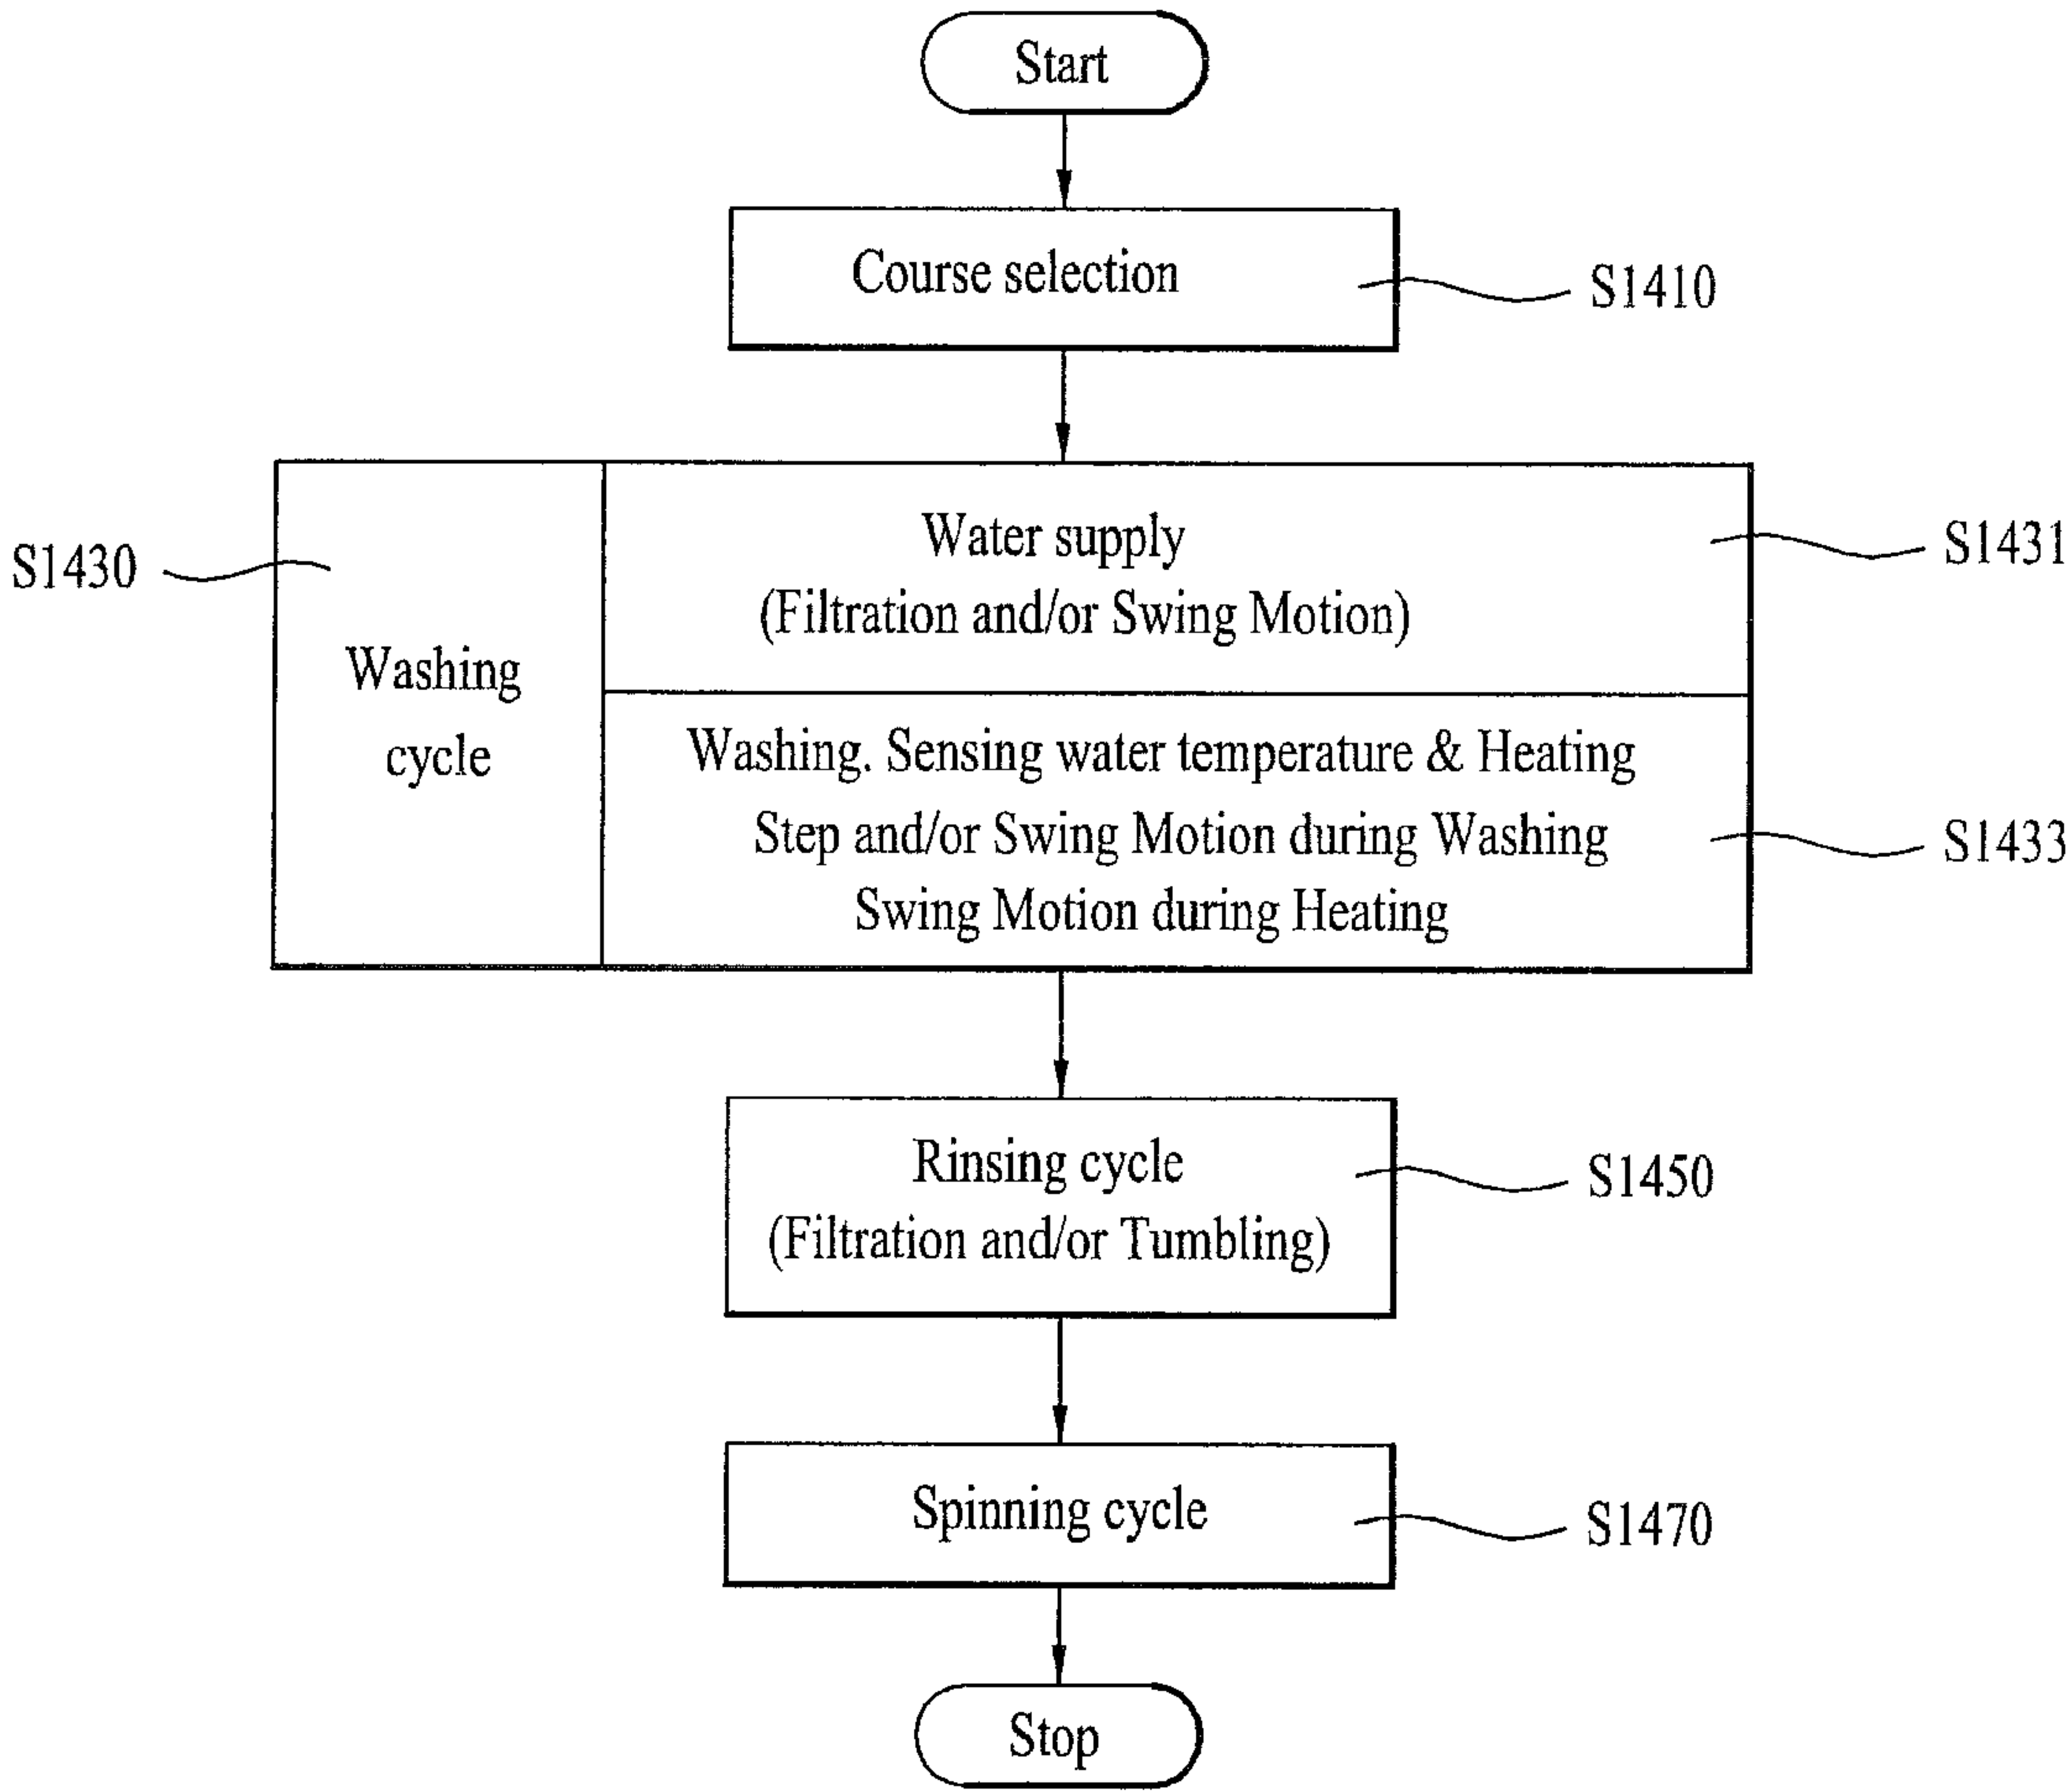 Start
Course selection
S1410
S1430
Washing
cycle
Water supply
(Filtration and/or Swing Motion)
S1431
Washing. Sensing water temperature & Heating
Step and/or Swing Motion during Washing
Swing Motion during Heating
S1433
Rinsing cycle
(Filtration and/or Tumbling)
S1450
Spinning cycle
S1470
Stop